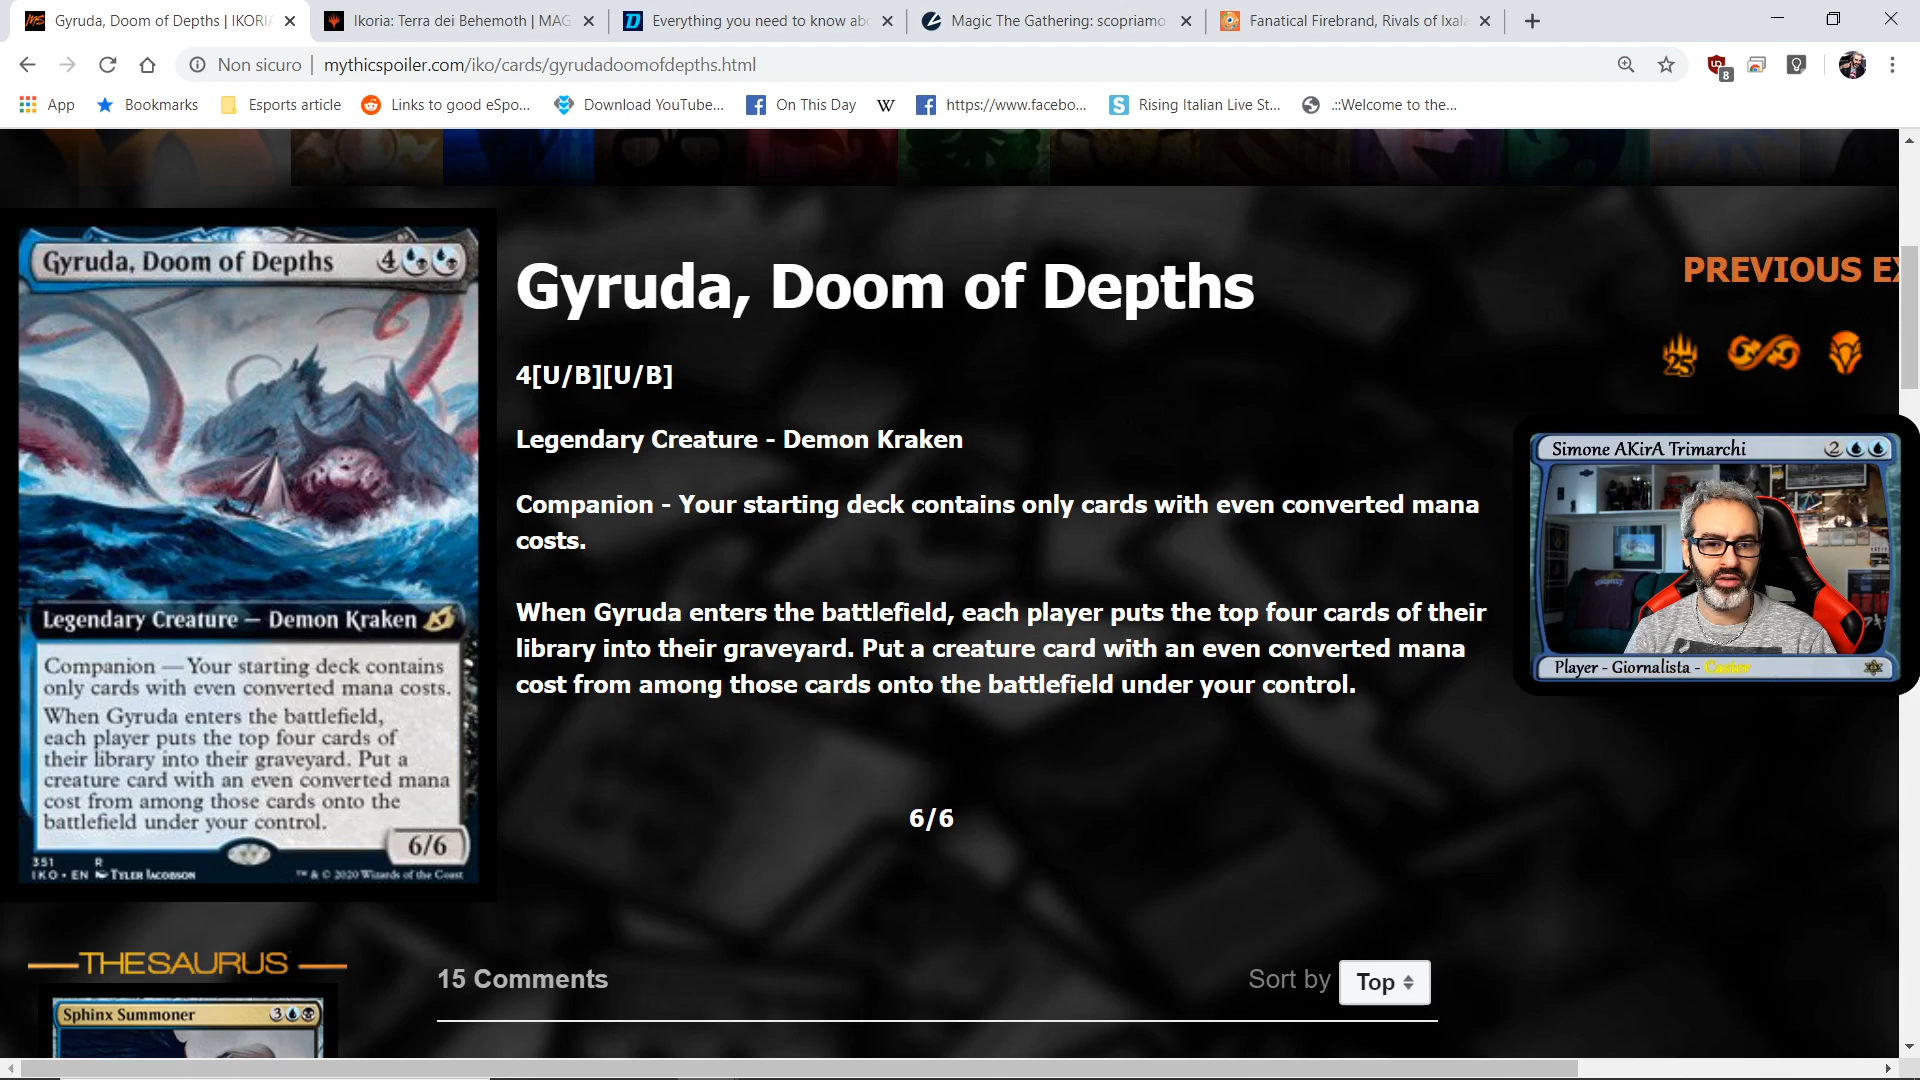 Gyruda, Doom of Depths | IKORIA
Ikoria: Terra dei Behemoth | MAG
Everything you need to know abo
Magic The Gathering: scopriamo
Fanatical Firebrand, Rivals of Ixala
Non sicuro | mythicspoiler.com/iko/cards/gyrudadoomofdepths.html
8
App
Bookmarks
Esports article
Links to good eSpo...
Download YouTube...
On This Day
W
https://www.facebo...
Rising Italian Live St...
.::Welcome to the...
Gyruda, Doom of Depths 4
Legendary Creature — Demon Kraken
Companion — Your starting deck contains
only cards with even converted mana costs.
When Gyruda enters the battlefield,
each player puts the top four cards of
their library into their graveyard. Put a
creature card with an even converted mana
cost from among those cards onto the
battlefield under your control.
6/6
351 R
IKO • EN Tyler Jacobson
™ & © 2020 Wizards of the Coast
Gyruda, Doom of Depths
4[U/B][U/B]
Legendary Creature - Demon Kraken
Companion - Your starting deck contains only cards with even converted mana
costs.
When Gyruda enters the battlefield, each player puts the top four cards of their
library into their graveyard. Put a creature card with an even converted mana
cost from among those cards onto the battlefield under your control.
6/6
PREVIOUS EX
25
Simone AKirA Trimarchi 2
Player - Giornalista - Caster
THESAURUS
Sphinx Summoner 3
15 Comments
Sort by Top